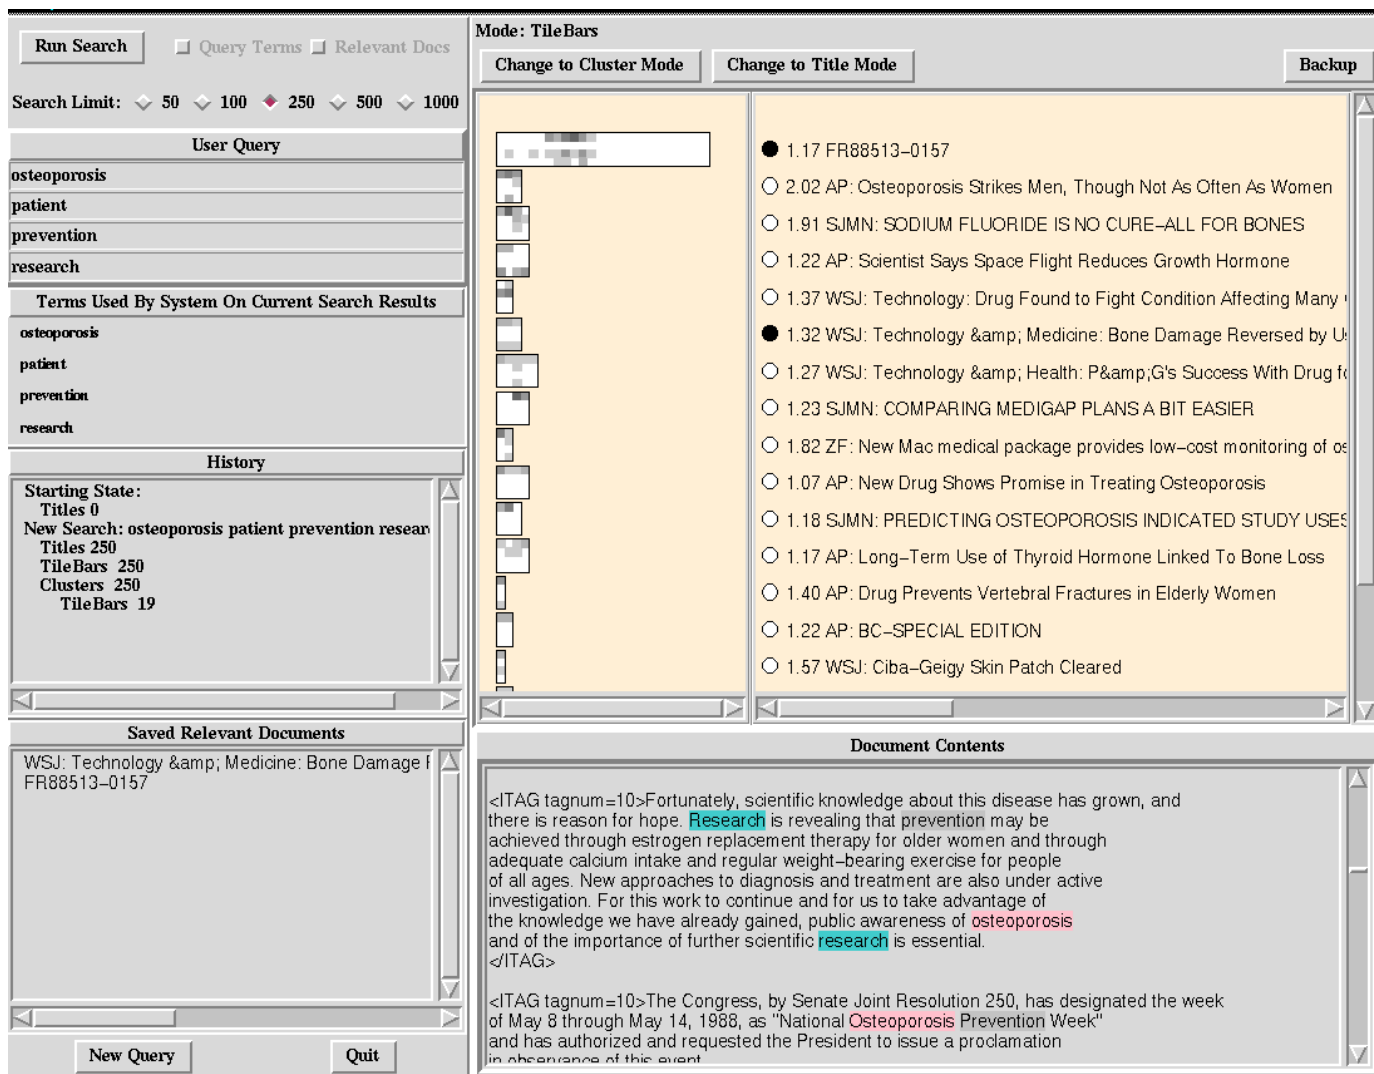 Run Search
Query Terms
Relevant Docs
Search Limit: 50 100 250 500 1000
User Query
osteoporosis
patient
prevention
research
Terms Used By System On Current Search Results
osteoporosis
patient
prevention
research
History
Starting State:
Titles 0
New Search: osteoporosis patient prevention resear
Titles 250
TileBars 250
Clusters 250
TileBars 19
Saved Relevant Documents
WSJ: Technology &amp; Medicine: Bone Damage
FR88513-0157
New Query
Quit
Mode: TileBars
Change to Cluster Mode
Change to Title Mode
Backup
1.17 FR88513-0157
2.02 AP: Osteoporosis Strikes Men, Though Not As Often As Women
1.91 SJMN: SODIUM FLUORIDE IS NO CURE-ALL FOR BONES
1.22 AP: Scientist Says Space Flight Reduces Growth Hormone
1.37 WSJ: Technology: Drug Found to Fight Condition Affecting Many
1.32 WSJ: Technology &amp; Medicine: Bone Damage Reversed by U
1.27 WSJ: Technology &amp; Health: P&amp;G's Success With Drug fo
1.23 SJMN: COMPARING MEDIGAP PLANS A BIT EASIER
1.82 ZF: New Mac medical package provides low-cost monitoring of os
1.07 AP: New Drug Shows Promise in Treating Osteoporosis
1.18 SJMN: PREDICTING OSTEOPOROSIS INDICATED STUDY USES
1.17 AP: Long-Term Use of Thyroid Hormone Linked To Bone Loss
1.40 AP: Drug Prevents Vertebral Fractures in Elderly Women
1.22 AP: BC-SPECIAL EDITION
1.57 WSJ: Ciba-Geigy Skin Patch Cleared
Document Contents
<ITAG tagnum=10>Fortunately, scientific knowledge about this disease has grown, and
there is reason for hope. Research is revealing that prevention may be
achieved through estrogen replacement therapy for older women and through
adequate calcium intake and regular weight-bearing exercise for people
of all ages. New approaches to diagnosis and treatment are also under active
investigation. For this work to continue and for us to take advantage of
the knowledge we have already gained, public awareness of osteoporosis
and of the importance of further scientific research is essential.
</ITAG>
<ITAG tagnum=10>The Congress, by Senate Joint Resolution 250, has designated the week
of May 8 through May 14, 1988, as "National Osteoporosis Prevention Week"
and has authorized and requested the President to issue a proclamation
in observance of this event